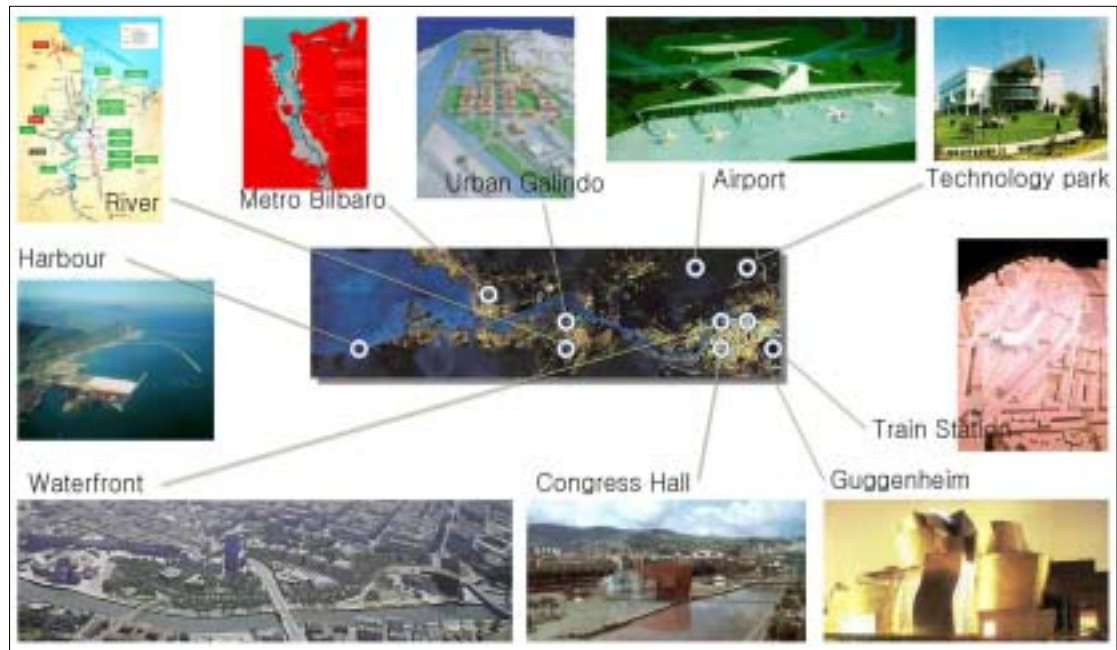 River
Metro Bilbaro
Urban Galindo
Airport
Technology park
Harbour
Train Station
Waterfront
Congress Hall
Guggenheim